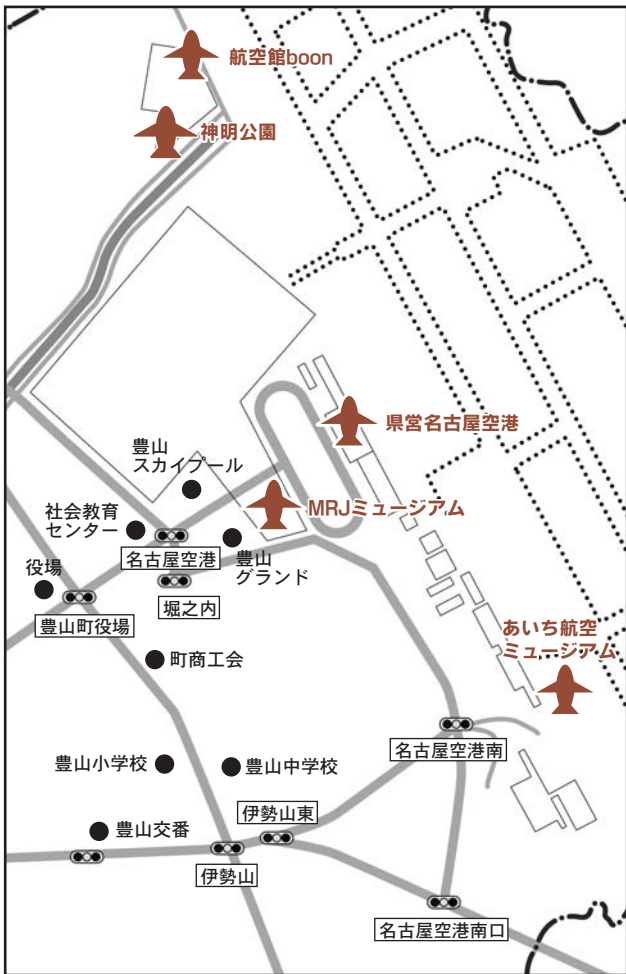 航空館boon
神明公園
県営名古屋空港
豊山
スカイプール
MRJミュージアム
社会教育
センター
名古屋空港
豊山
グランド
役場
堀之内
豊山町役場
あいち航空
ミュージアム
町商工会
名古屋空港南
豊山小学校
豊山中学校
伊勢山東
豊山交番
伊勢山
名古屋空港南口